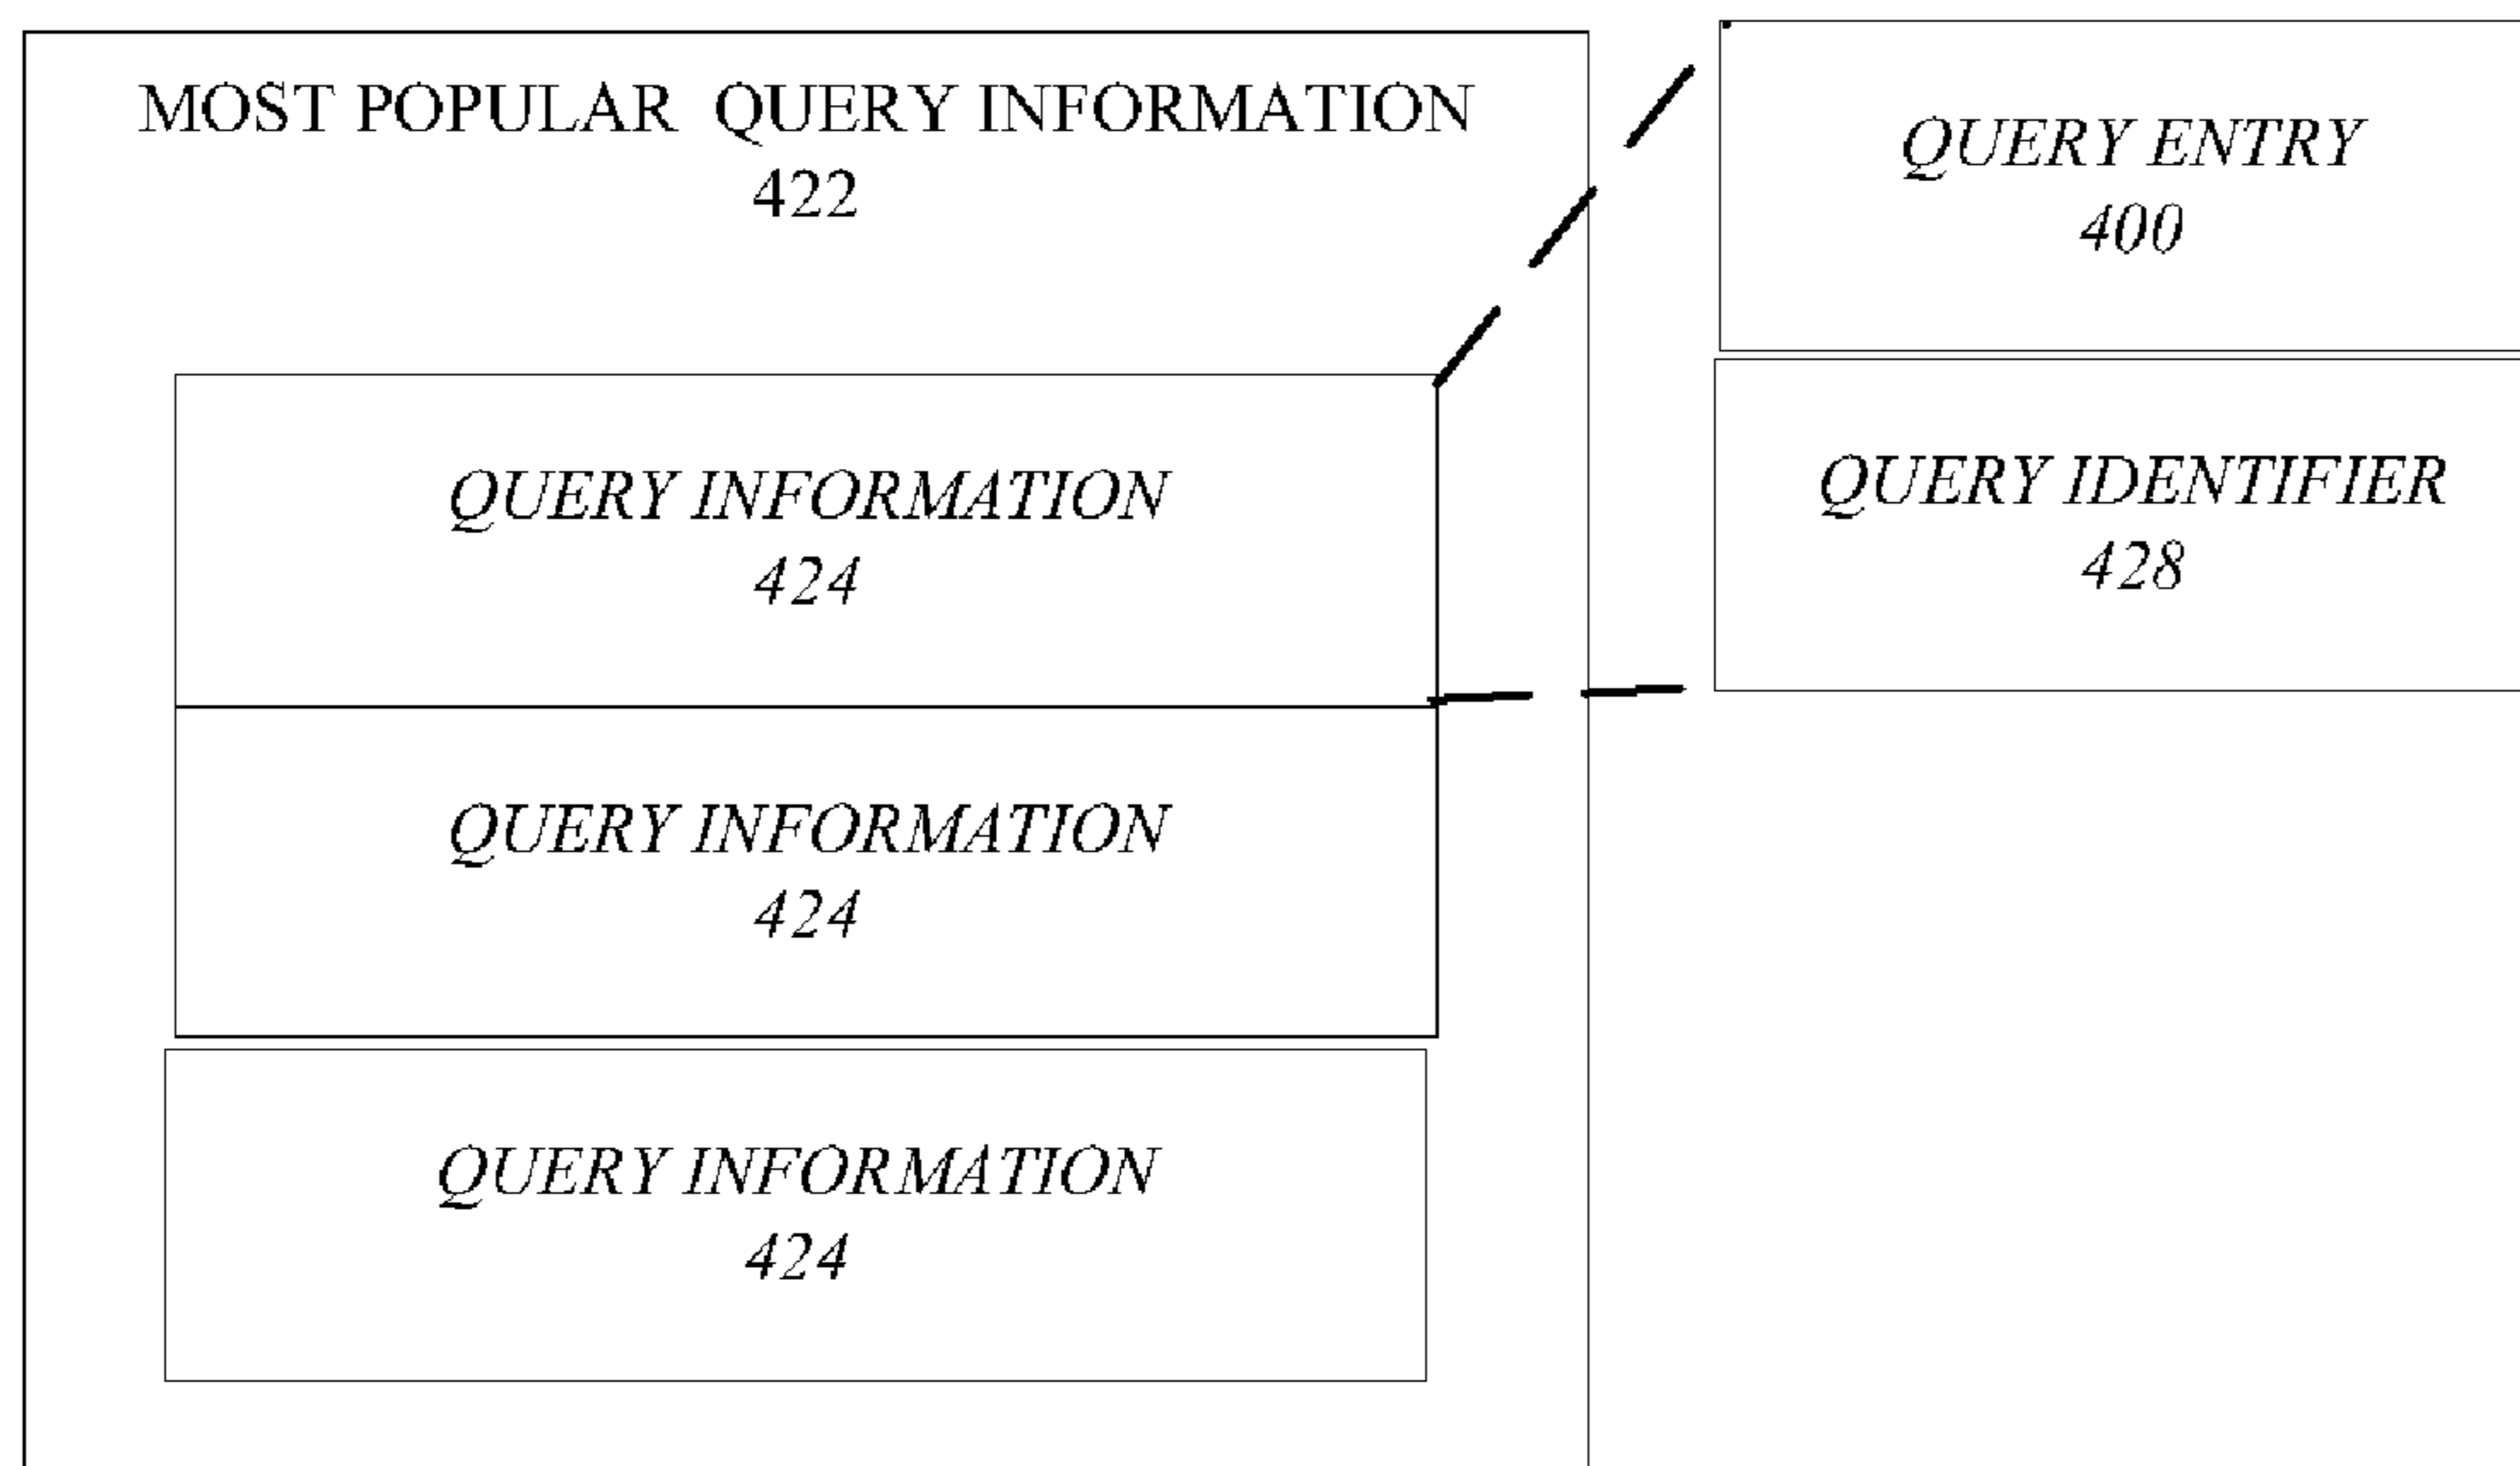 MOST POPULAR QUERY INFORMATION
422
QUERY INFORMATION
424
QUERY INFORMATION
424
QUERY INFORMATION
424
QUERY ENTRY
400
QUERY IDENTIFIER
428